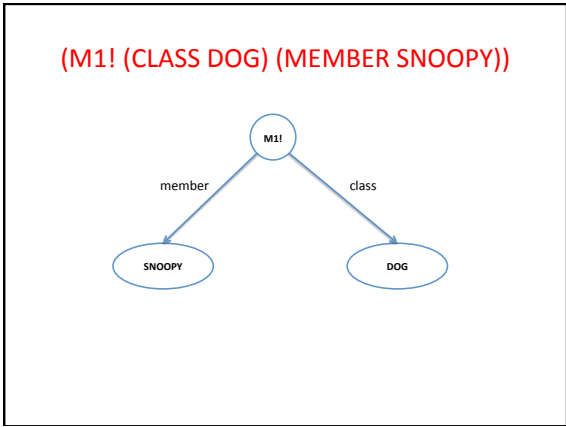 (M1! (CLASS DOG) (MEMBER SNOOPY))
M1!
member
class
SNOOPY
DOG